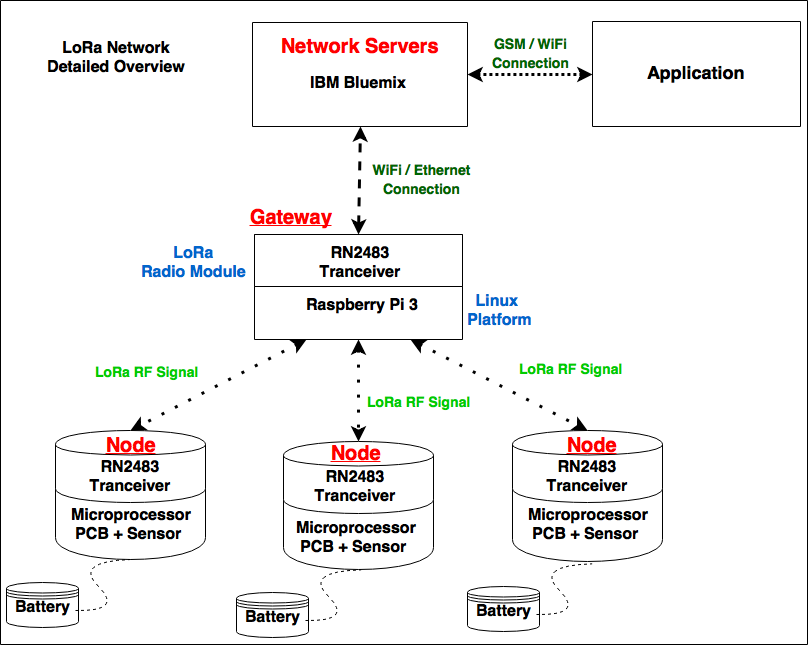 LoRa Network
Detailed Overview
Network Servers
IBM Bluemix
GSM / WiFi
Connection
Application
WiFi / Ethernet
Connection
Gateway
LoRa
Radio Module
RN2483
Tranceiver
Raspberry Pi 3
Linux
Platform
LoRa RF Signal
LoRa RF Signal
LoRa RF Signal
Node
RN2483
Tranceiver
Microprocessor
PCB + Sensor
Battery
Node
RN2483
Tranceiver
Microprocessor
PCB + Sensor
Battery
Node
RN2483
Tranceiver
Microprocessor
PCB + Sensor
Battery